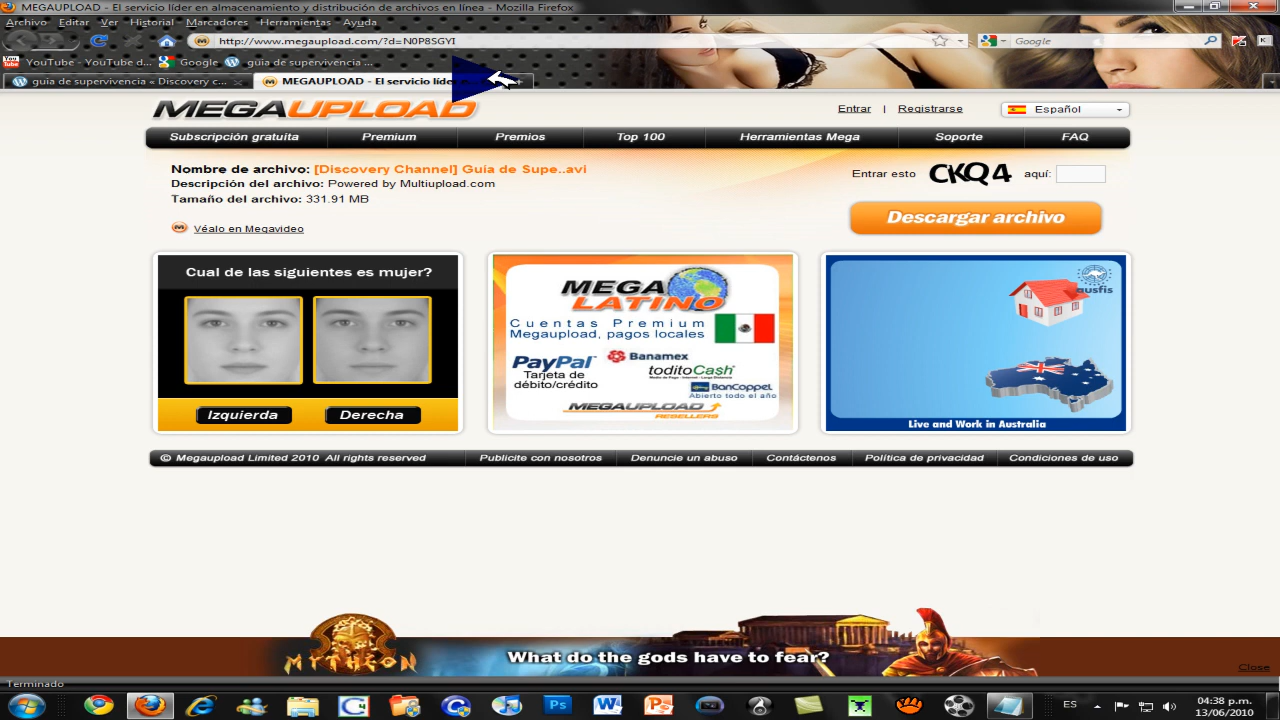 MEGAUPLOAD - El servicio líder en almacenamiento y distribución de archivos en línea - Mozilla Firefox
Archivo Editar Ver Historial Marcadores Herramientas Ayuda
http://www.megaupload.com/?d=N0P8SGYI
Google
YouTube - YouTube d... Google guia de supervivencia ...
guia de supervivencia « Discovery c... MEGAUPLOAD - El servicio líde
MEGAUPLOAD
Entrar | Registrarse Español
Subscripción gratuita Premium Premios Top 100 Herramientas Mega Soporte FAQ
Nombre de archivo: [Discovery Channel] Guia de Supe..avi
Descripción del archivo: Powered by Multiupload.com
Tamaño del archivo: 331.91 MB
Véalo en Megavideo
Entrar esto CKQ4 aquí:
Descargar archivo
Cual de las siguientes es mujer?
Izquierda Derecha
MEGA
LATINO
Cuentas Premium
Megaupload, pagos locales
PayPal
Tarjeta de
débito/crédito
Banamex
toditoCash
BanCoppel
Abierto todo el año
MEGAUPLOAD
RESELLERS
ausfis
Live and Work in Australia
© Megaupload Limited 2010 All rights reserved Publicite con nosotros Denuncie un abuso Contáctenos Política de privacidad Condiciones de uso
MYTHEON
What do the gods have to fear?
Close
Terminado
ES
04:38 p.m.
13/06/2010